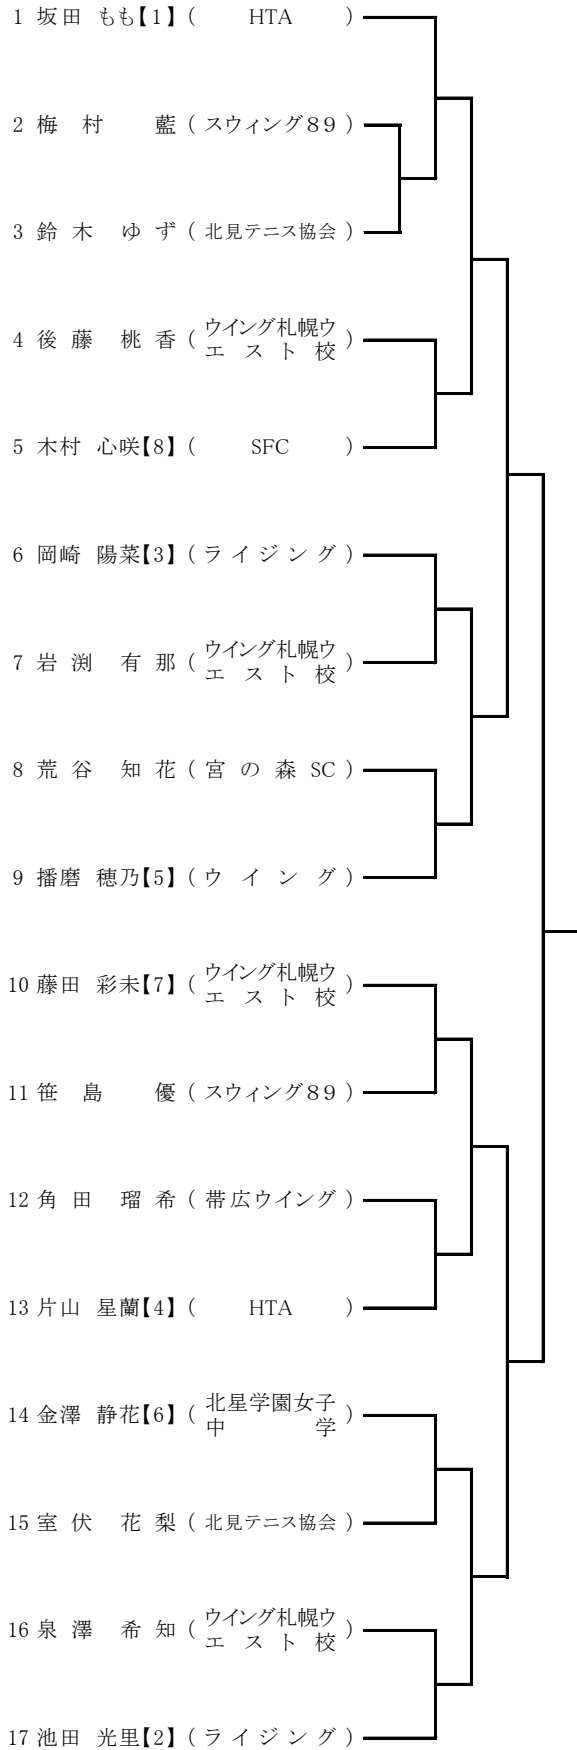 1 坂田 もも【1】 ( HTA )
2 梅村 藍 ( スウィング８９ )
3 鈴木 ゆず ( 北見テニス協会 )
4 後藤 桃香 ( ウイング札幌ウ
エスト校 )
5 木村 心咲【8】 ( SFC )
6 岡崎 陽菜【3】 ( ライジング )
7 岩渕 有那 ( ウイング札幌ウ
エスト校 )
8 荒谷 知花 ( 宮の森 SC )
9 播磨 穂乃【5】 ( ウイング )
10 藤田 彩未【7】 ( ウイング札幌ウ
エスト校 )
11 笹島 優 ( スウィング８９ )
12 角田 瑠希 ( 帯広ウイング )
13 片山 星蘭【4】 ( HTA )
14 金澤 静花【6】 ( 北星学園女子
中学 )
15 室伏 花梨 ( 北見テニス協会 )
16 泉澤 希知 ( ウイング札幌ウ
エスト校 )
17 池田 光里【2】 ( ライジング )